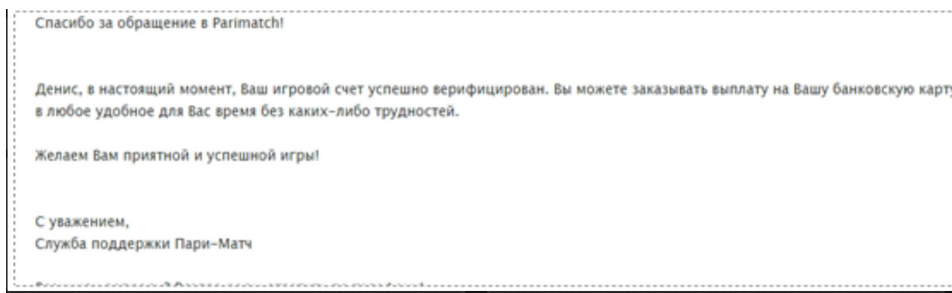 Спасибо за обращение в Parimatch!
Денис, в настоящий момент, Ваш игровой счет успешно верифицирован. Вы можете заказывать выплату на Вашу банковскую карту
в любое удобное для Вас время без каких-либо трудностей.
Желаем Вам приятной и успешной игры!
С уважением,
Служба поддержки Пари-Матч